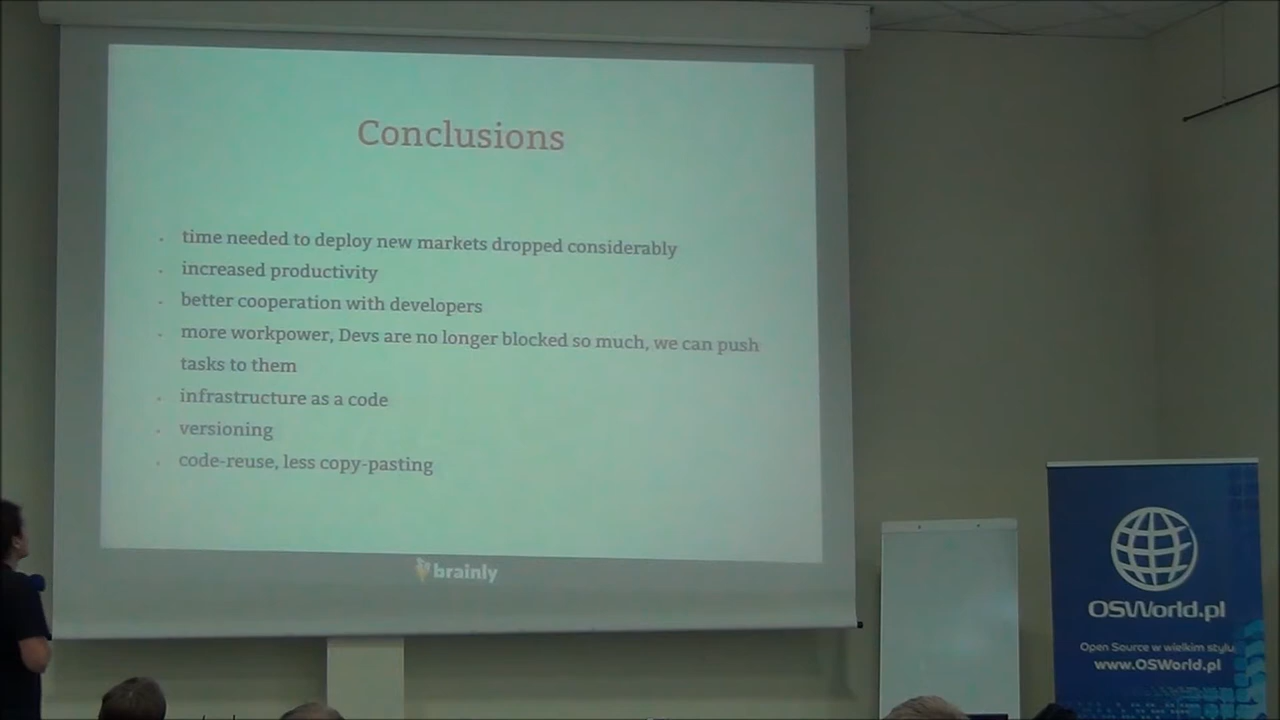 Conclusions
time needed to deploy new markets dropped considerably
increased productivity
better cooperation with developers
more workpower, Devs are no longer blocked so much, we can push
tasks to them
infrastructure as a code
versioning
code-reuse, less copy-pasting
brainly
OSWorld.pl
Open Source w wielkim stylu
www.OSWorld.pl